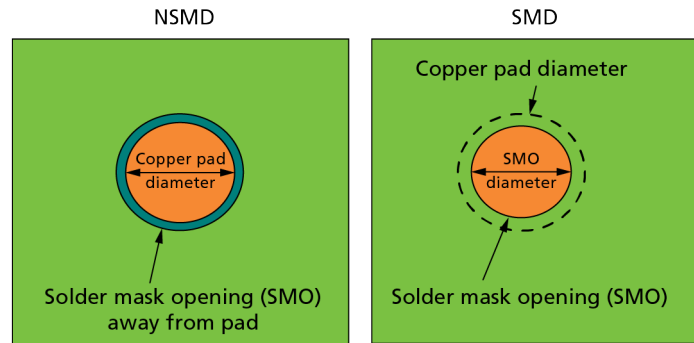 NSMD
Copper pad
diameter
Solder mask opening (SMO)
away from pad
SMD
Copper pad diameter
SMO
diameter
Solder mask opening (SMO)